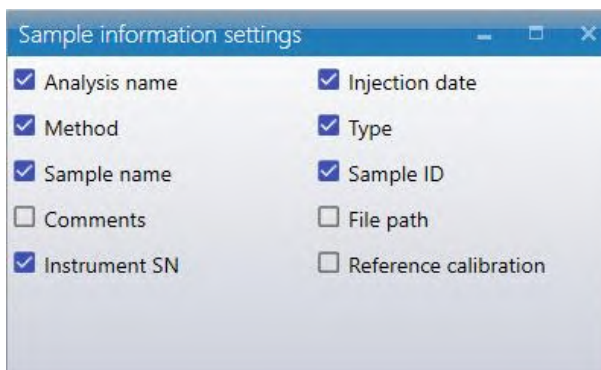 Sample information settings
Analysis name
Injection date
Method
Type
Sample name
Sample ID
Comments
File path
Instrument SN
Reference calibration